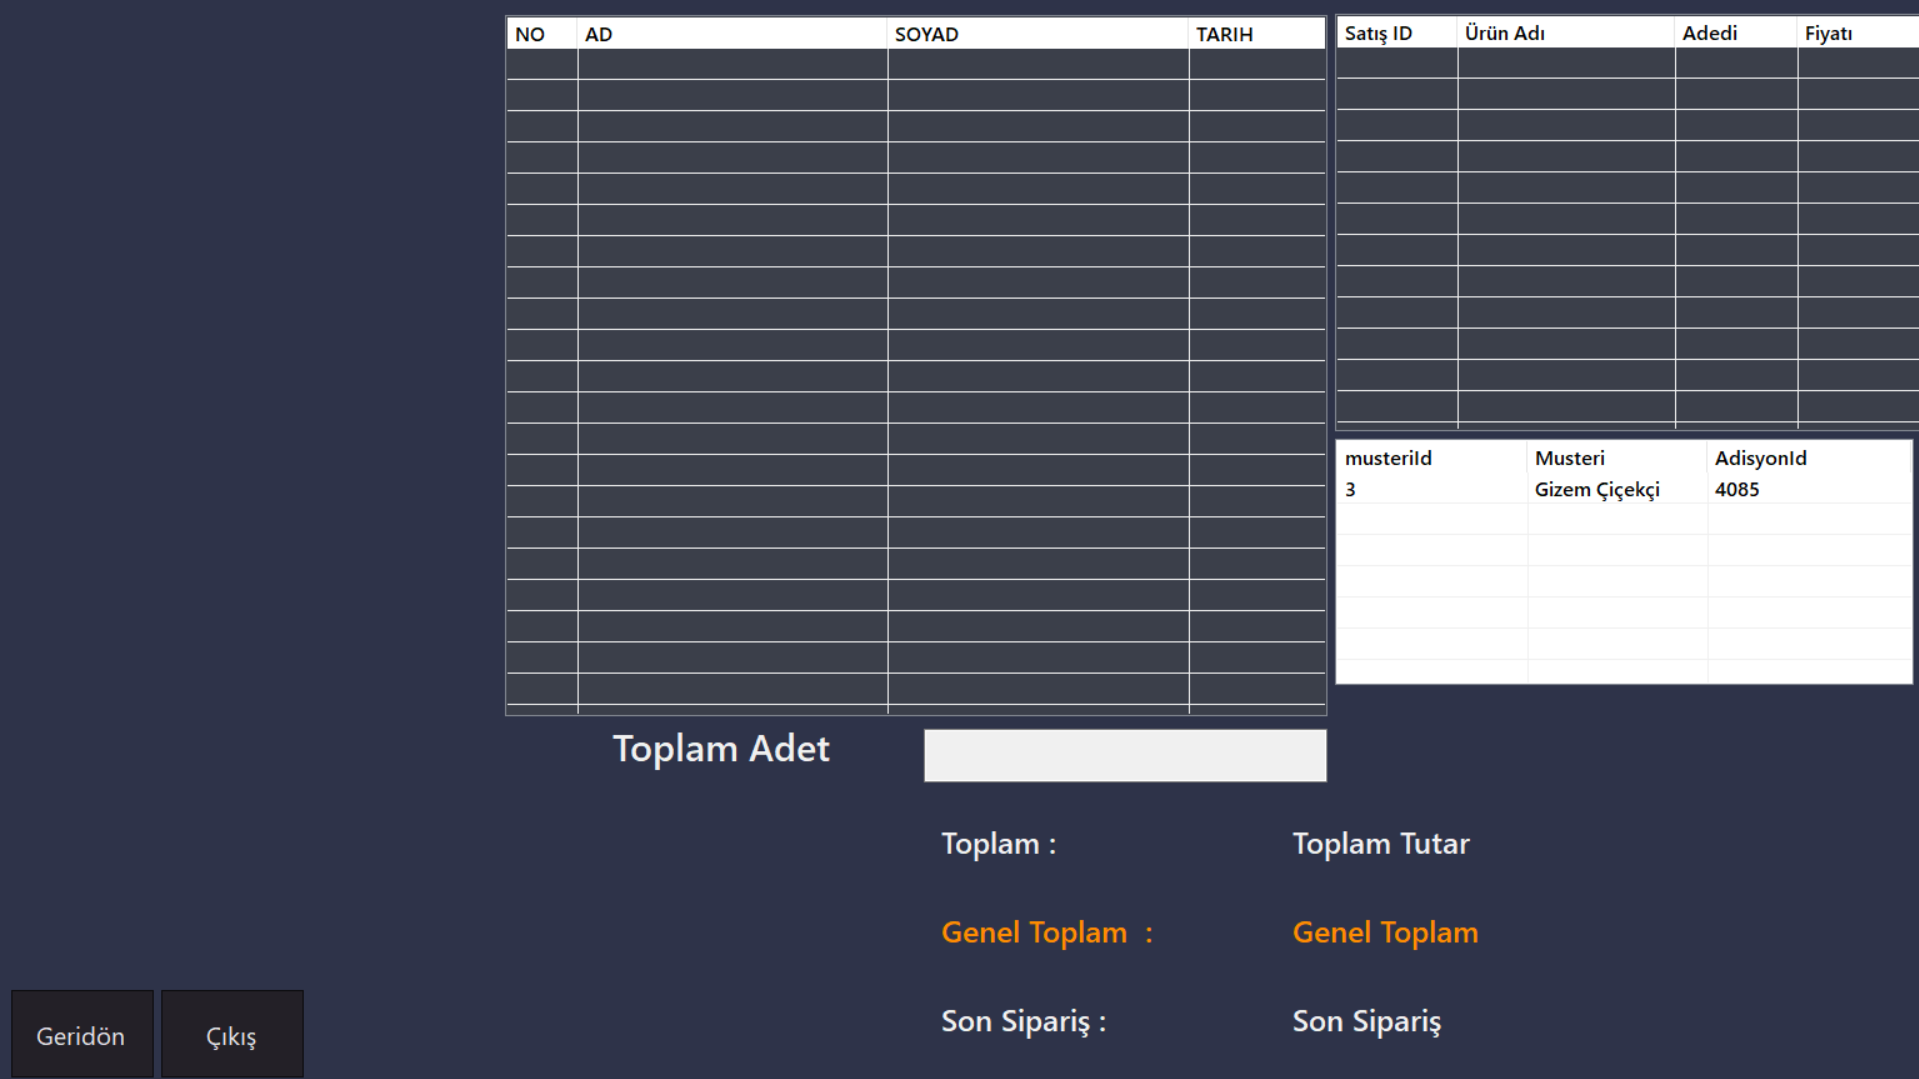 NO AD SOYAD TARIH
Satış ID Ürün Adı Adedi Fiyatı
musteriId Musteri AdisyonId
3 Gizem Çiçekçi 4085
Toplam Adet
Toplam : Toplam Tutar
Genel Toplam : Genel Toplam
Son Sipariş : Son Sipariş
Geridön Çıkış